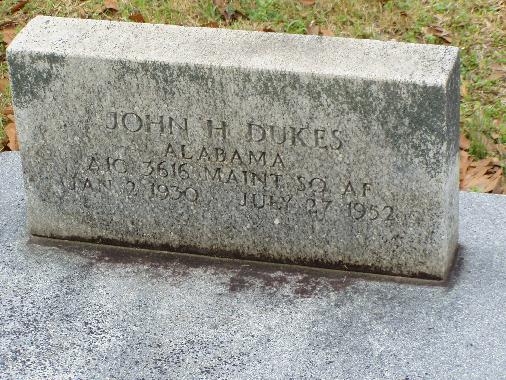 JOHN H DUKES
ALABAMA
A1C 3616 MAINT SQ AF
JAN 2 1930 JULY 27 1952